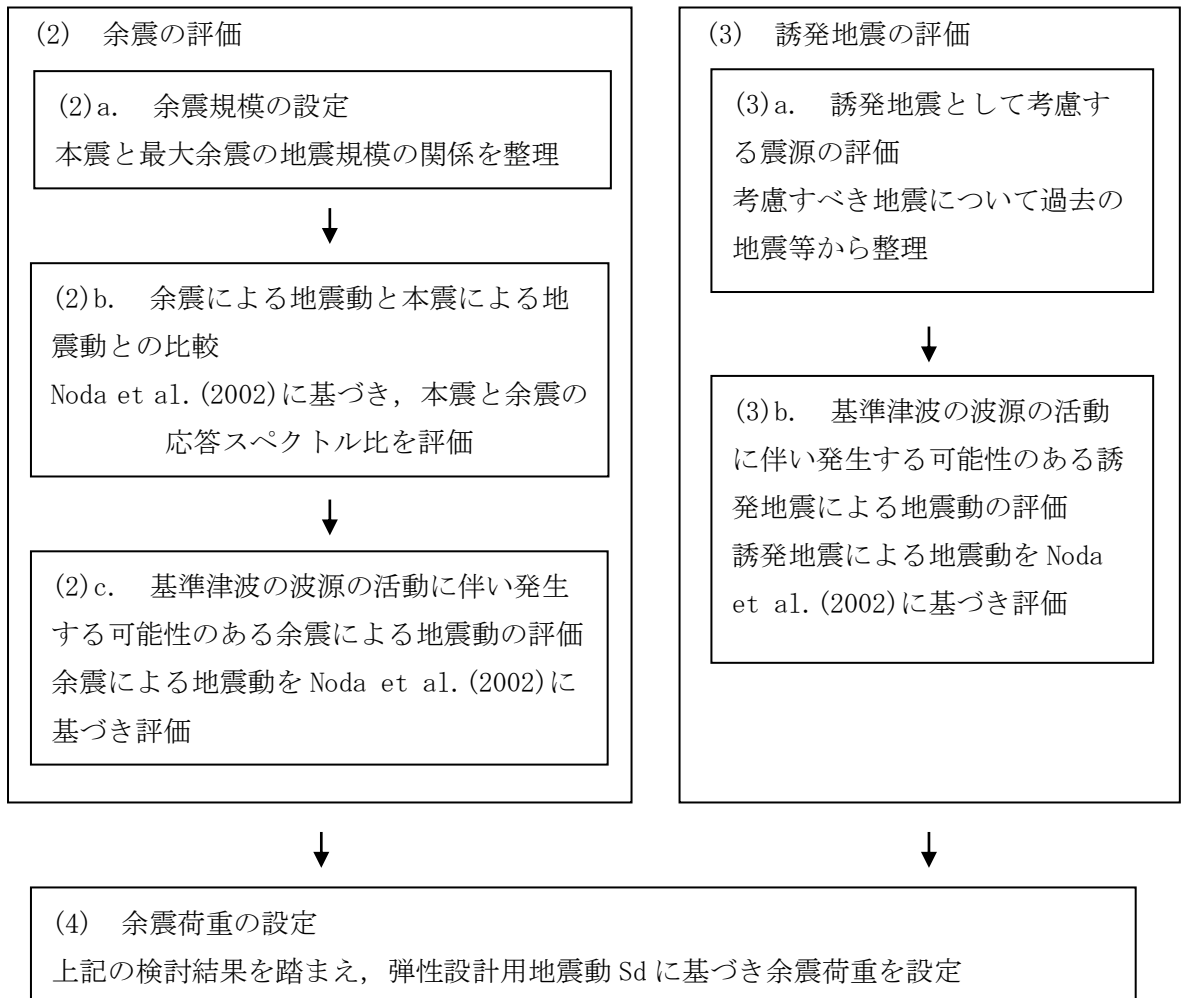 (2) 余震の評価
(2)a. 余震規模の設定
本震と最大余震の地震規模の関係を整理
(2)b. 余震による地震動と本震による地
震動との比較
Noda et al.(2002)に基づき，本震と余震の
応答スペクトル比を評価
(2)c. 基準津波の波源の活動に伴い発生
する可能性のある余震による地震動の評価
余震による地震動を Noda et al.(2002)に
基づき評価
(3) 誘発地震の評価
(3)a. 誘発地震として考慮す
る震源の評価
考慮すべき地震について過去の
地震等から整理
(3)b. 基準津波の波源の活動
に伴い発生する可能性のある誘
発地震による地震動の評価
誘発地震による地震動を Noda
et al.(2002)に基づき評価
(4) 余震荷重の設定
上記の検討結果を踏まえ，弾性設計用地震動 Sd に基づき余震荷重を設定